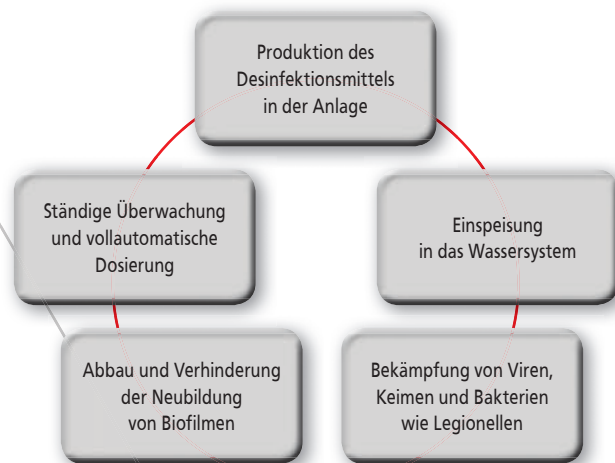 Produktion des
Desinfektionsmittels
in der Anlage
Ständige Überwachung
und vollautomatische
Dosierung
Einspeisung
in das Wassersystem
Abbau und Verhinderung
der Neubildung
von Biofilmen
Bekämpfung von Viren,
Keimen und Bakterien
wie Legionellen